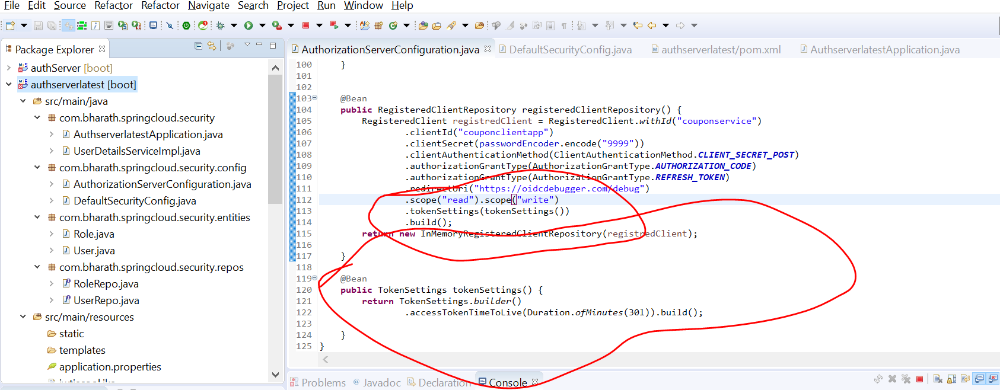 File Edit Source Refactor Refactor Navigate Search Project Run Window Help
Package Explorer
authServer [boot]
authserverlatest [boot]
src/main/java
com.bharath.springcloud.security
AuthserverlatestApplication.java
UserDetailsServiceImpl.java
com.bharath.springcloud.security.config
AuthorizationServerConfiguration.java
DefaultSecurityConfig.java
com.bharath.springcloud.security.entities
Role.java
User.java
com.bharath.springcloud.security.repos
RoleRepo.java
UserRepo.java
src/main/resources
static
templates
application.properties
AuthorizationServerConfiguration.java DefaultSecurityConfig.java authserverlatest/pom.xml AuthserverlatestApplication.java
100 }
101
102
103 @Bean
104 public RegisteredClientRepository registeredClientRepository() {
105 RegisteredClient registredClient = RegisteredClient.withId("couponservice")
106 .clientId("couponclientapp")
107 .clientSecret(passwordEncoder.encode("9999"))
108 .clientAuthenticationMethod(ClientAuthenticationMethod.CLIENT_SECRET_POST)
109 .authorizationGrantType(AuthorizationGrantType.AUTHORIZATION_CODE)
110 .authorizationGrantType(AuthorizationGrantType.REFRESH_TOKEN)
111 .redirectUri("https://oidcdebugger.com/debug")
112 .scope("read").scope("write")
113 .tokenSettings(tokenSettings())
114 .build();
115 return new InMemoryRegisteredClientRepository(registredClient);
116
117 }
118
119 @Bean
120 public TokenSettings tokenSettings() {
121 return TokenSettings.builder()
122 .accessTokenTimeToLive(Duration.ofMinutes(30l)).build();
123
124 }
125 }
Problems Javadoc Declaration Console